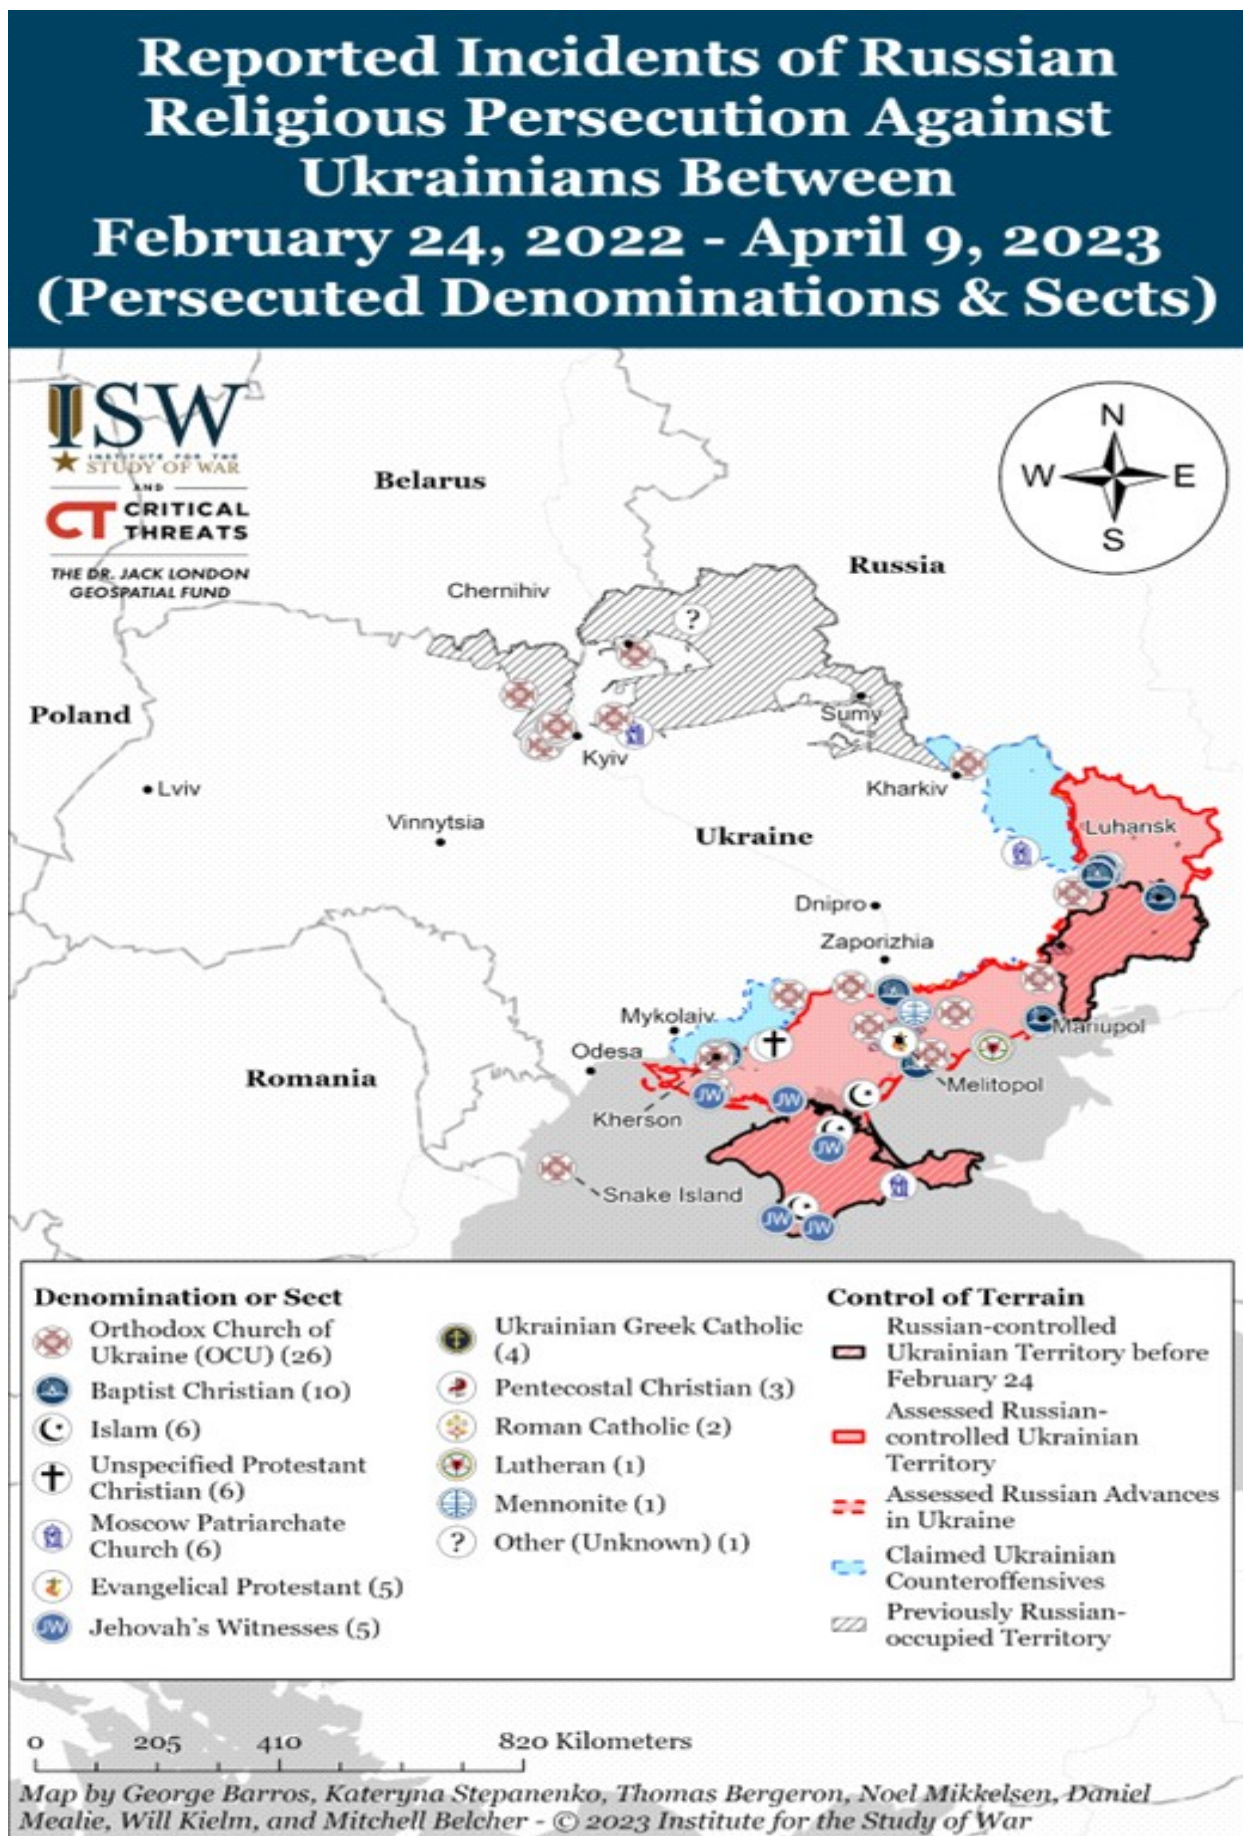 Reported Incidents of Russian
Religious Persecution Against
Ukrainians Between
February 24, 2022 - April 9, 2023
(Persecuted Denominations & Sects)
ISW
INSTITUTE FOR THE
STUDY OF WAR
AND
CT CRITICAL
THREATS
THE DR. JACK LONDON
GEOSPATIAL FUND
N
W E
S
Belarus
Russia
Chernihiv
?
Poland
Sumy
Kyïv
Lviv
Kharkiv
Vinnytsia
Ukraine
Luhansk
Dnipro
Zaporizhia
Mykolaiv
Mariupol
Odesa
Romania
Melitopol
JW
JW
Kherson
JW
Snake Island
JW JW
Denomination or Sect
Orthodox Church of
Ukraine (OCU) (26)
Baptist Christian (10)
Islam (6)
Unspecified Protestant
Christian (6)
Moscow Patriarchate
Church (6)
Evangelical Protestant (5)
JW Jehovah's Witnesses (5)
Ukrainian Greek Catholic
(4)
Pentecostal Christian (3)
Roman Catholic (2)
Lutheran (1)
Mennonite (1)
? Other (Unknown) (1)
Control of Terrain
Russian-controlled
Ukrainian Territory before
February 24
Assessed Russian-
controlled Ukrainian
Territory
Assessed Russian Advances
in Ukraine
Claimed Ukrainian
Counteroffensives
Previously Russian-
occupied Territory
0 205 410 820 Kilometers
Map by George Barros, Kateryna Stepanenko, Thomas Bergeron, Noel Mikkelsen, Daniel
Mealie, Will Kielm, and Mitchell Belcher - © 2023 Institute for the Study of War